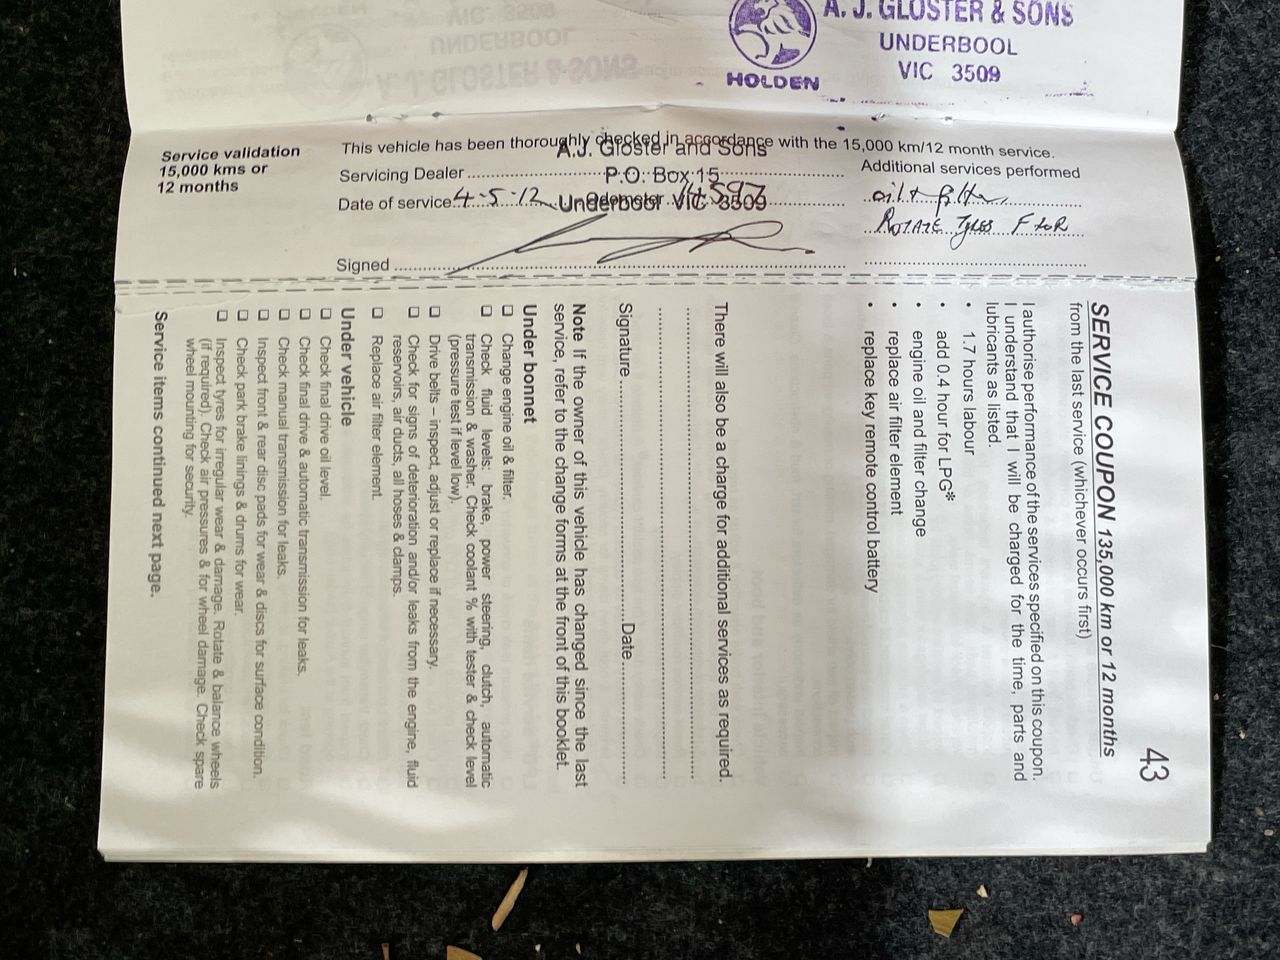 A. J. GLOSTER & SONS
UNDERBOOL
VIC 3509
HOLDEN
Service validation
15,000 kms or
12 months
This vehicle has been thoroughly checked in accordance with the 15,000 km/12 month service.
A.J. Gloster and Sons
Servicing Dealer
P.O. Box 15
Date of service 4-5-12 Odometer 14593
Underbool VIC 3509
Signed
Additional services performed
oil & filter
ROTATE Tyres F to R
43
SERVICE COUPON 135,000 km or 12 months
from the last service (whichever occurs first)
I authorise performance of the services specified on this coupon.
I understand that I will be charged for the time, parts and
lubricants as listed.
• 1.7 hours labour
• add 0.4 hour for LPG*
• engine oil and filter change
• replace air filter element
• replace key remote control battery
There will also be a charge for additional services as required.
Signature Date
Note If the owner of this vehicle has changed since the last
service, refer to the change forms at the front of this booklet.
Under bonnet
❑ Change engine oil & filter.
❑ Check fluid levels: brake, power steering, clutch, automatic
transmission & washer. Check coolant % with tester & check level
(pressure test if level low).
❑ Drive belts – inspect, adjust or replace if necessary.
❑ Check for signs of deterioration and/or leaks from the engine, fluid
reservoirs, air ducts, all hoses & clamps.
❑ Replace air filter element.
Under vehicle
❑ Check final drive oil level.
❑ Check final drive & automatic transmission for leaks.
❑ Check manual transmission for leaks.
❑ Inspect front & rear disc pads for wear & discs for surface condition.
❑ Check park brake linings & drums for wear.
❑ Inspect tyres for irregular wear & damage. Rotate & balance wheels
(if required). Check air pressures & for wheel damage. Check spare
wheel mounting for security.
Service items continued next page.